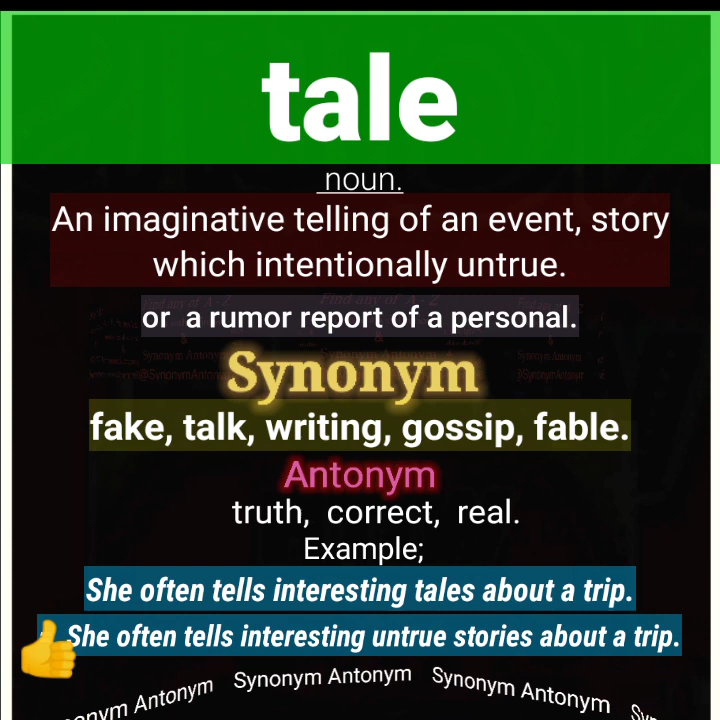 tale
noun.
An imaginative telling of an event, story
which intentionally untrue.
or a rumor report of a personal.
Synonym
fake, talk, writing, gossip, fable.
Antonym
truth, correct, real.
Example;
She often tells interesting tales about a trip.
She often tells interesting untrue stories about a trip.
Antonym Synonym Antonym Synonym Antonym